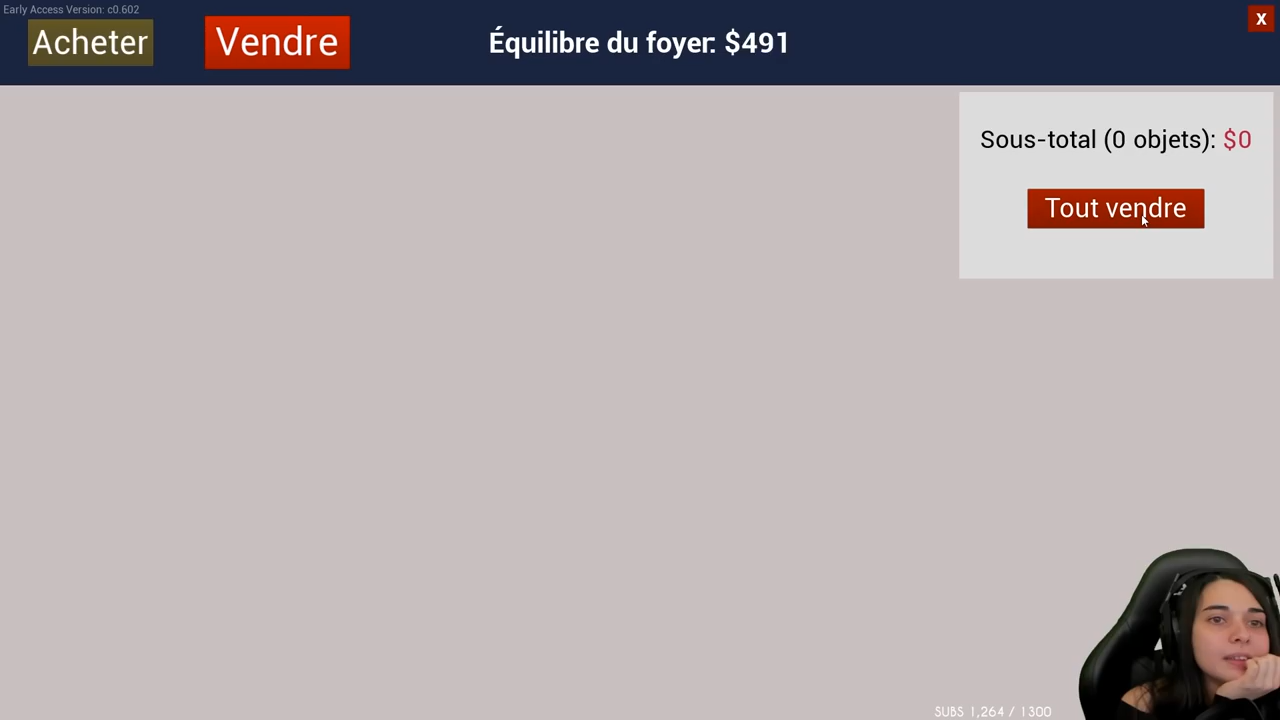 Early Access Version: c0.602
Acheter
Vendre
Équilibre du foyer: $491
X
Sous-total (0 objets): $0
Tout vendre
SUBS 1,264 / 1300